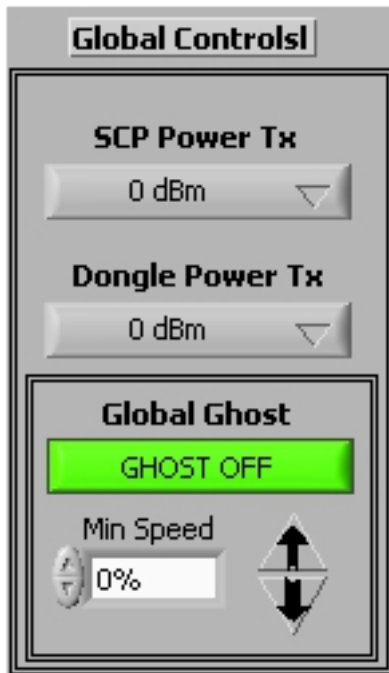 Global Controlsl
SCP Power Tx
0 dBm
Dongle Power Tx
0 dBm
Global Ghost
GHOST OFF
Min Speed
0%